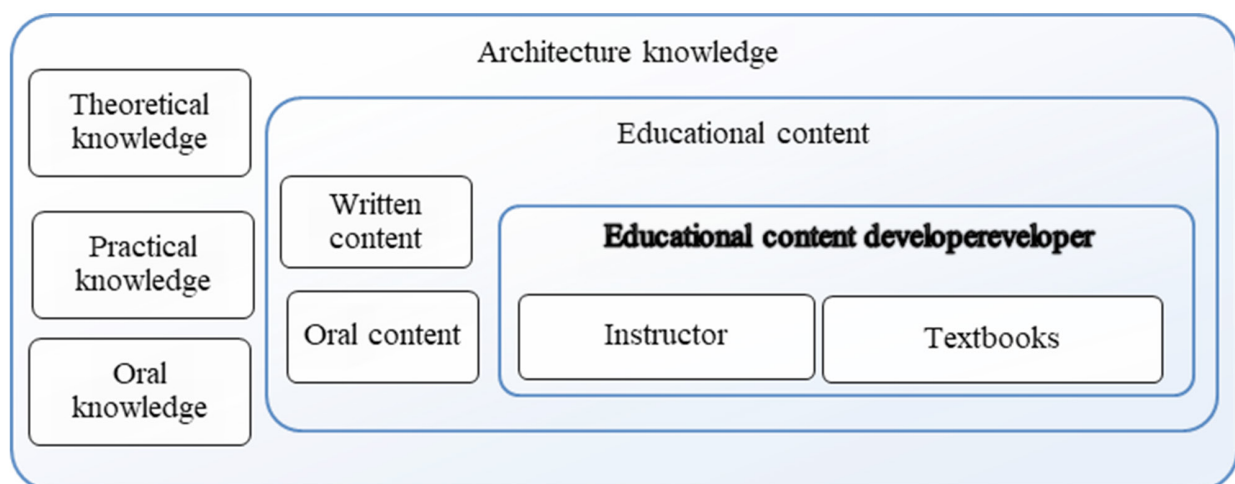 Architecture knowledge
Theoretical
knowledge
Practical
knowledge
Oral
knowledge
Educational content
Written
content
Oral content
Educational content developereveloper
Instructor
Textbooks